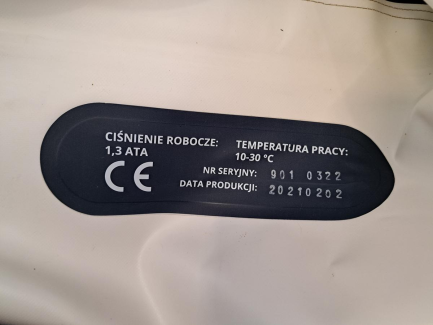 CIŚNIENIE ROBOCZE:
1,3 ATA
TEMPERATURA PRACY:
10-30 °C
CE
NR SERYJNY: 901 0322
DATA PRODUKCJI: 20210202